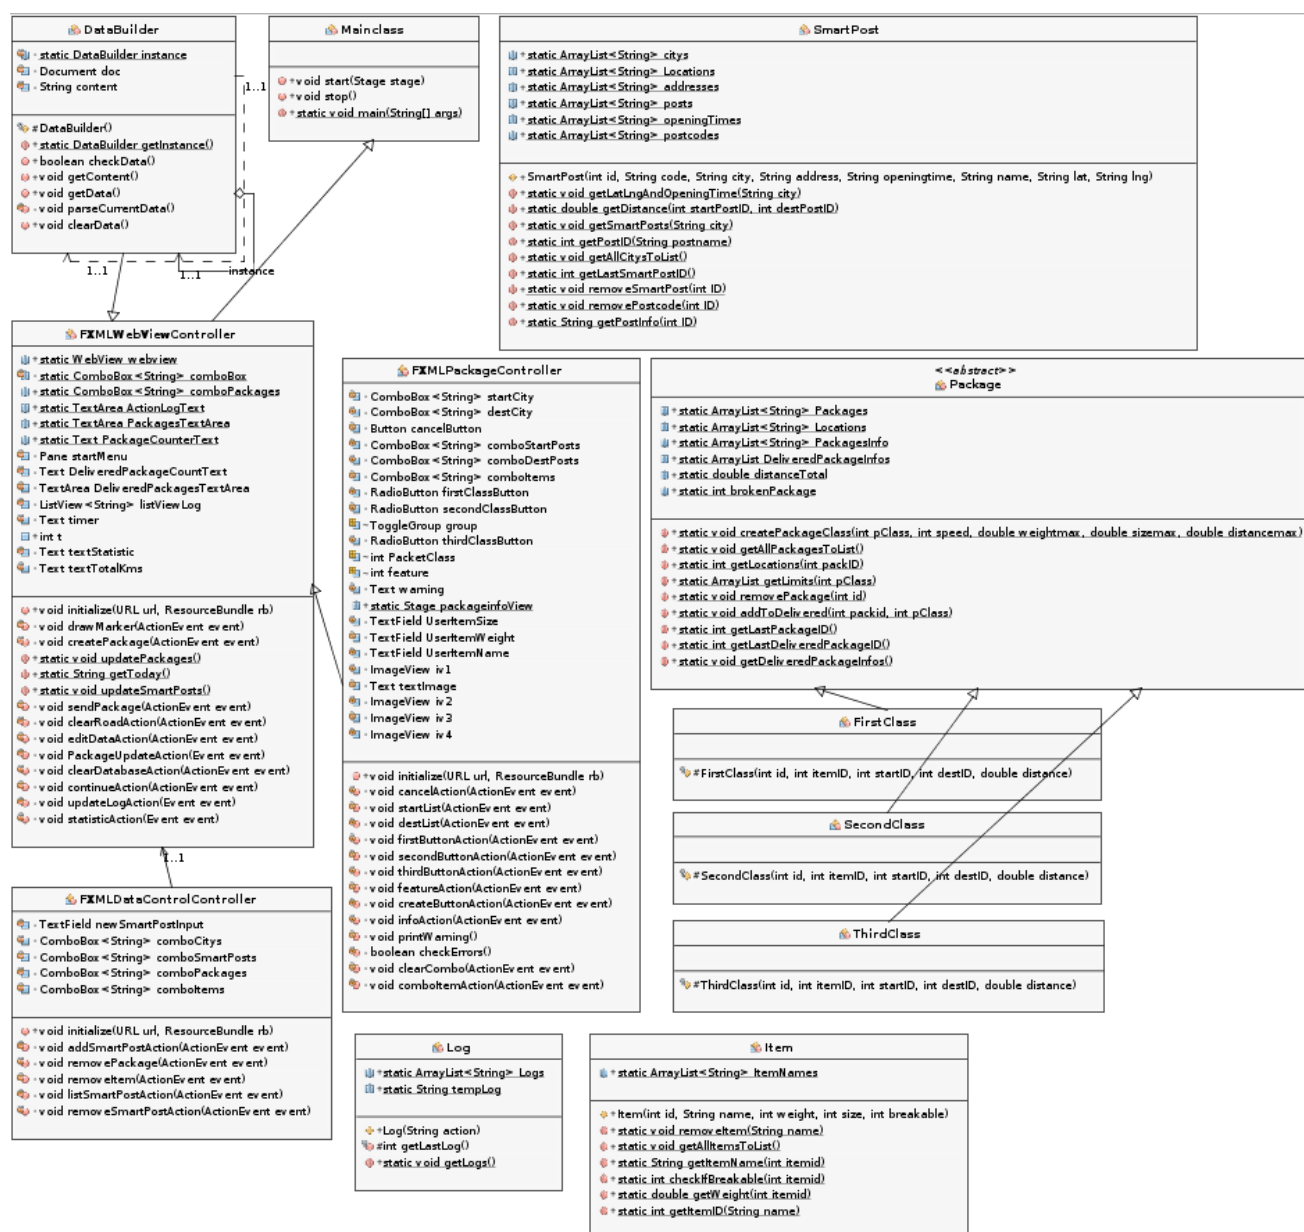 DataBuilder
- static DataBuilder instance
- Document doc
- String content
# DataBuilder()
+ static DataBuilder getInstance()
+ boolean checkData()
+ void getContent()
+ void getData()
- void parseCurrentData()
+ void clearData()
1..1
1..1
1..1
instance
Mainclass
+ void start(Stage stage)
+ void stop()
+ static void main(String[] args)
SmartPost
+ static ArrayList<String> citys
+ static ArrayList<String> Locations
+ static ArrayList<String> addresses
+ static ArrayList<String> posts
+ static ArrayList<String> openingTimes
+ static ArrayList<String> postcodes
+ SmartPost(int id, String code, String city, String address, String openingtime, String name, String lat, String lng)
+ static void getLatLngAndOpeningTime(String city)
+ static double getDistance(int startPostID, int destPostID)
+ static void getSmartPosts(String city)
+ static int getPostID(String postname)
+ static void getAllCitysToList()
+ static int getLastSmartPostID()
+ static void removeSmartPost(int ID)
+ static void removePostcode(int ID)
+ static String getPostInfo(int ID)
FXMLWebViewController
+ static WebView webview
- static ComboBox<String> comboBox
+ static ComboBox<String> comboPackages
+ static TextArea ActionLogText
+ static TextArea PackagesTextArea
+ static Text PackageCounterText
- Pane startMenu
- Text DeliveredPackageCountText
- TextArea DeliveredPackagesTextArea
- ListView<String> listViewLog
- Text timer
+ int t
- Text textStatistic
- Text textTotalKms
+ void initialize(URL url, ResourceBundle rb)
- void drawMarker(ActionEvent event)
- void createPackage(ActionEvent event)
+ static void updatePackages()
+ static String getToday()
+ static void updateSmartPosts()
- void sendPackage(ActionEvent event)
- void clearRoadAction(ActionEvent event)
- void editDataAction(ActionEvent event)
- void PackageUpdateAction(Event event)
- void clearDatabaseAction(ActionEvent event)
- void continueAction(ActionEvent event)
- void updateLogAction(Event event)
- void statisticAction(Event event)
1..1
FXMLPackageController
- ComboBox<String> startCity
- ComboBox<String> destCity
- Button cancelButton
- ComboBox<String> comboStartPosts
- ComboBox<String> comboDestPosts
- ComboBox<String> comboItems
- RadioButton firstClassButton
- RadioButton secondClassButton
~ ToggleGroup group
- RadioButton thirdClassButton
~ int PacketClass
~ int feature
- Text warning
+ static Stage packageinfoView
- TextField UserItemSize
- TextField UserItemWeight
- TextField UserItemName
- ImageView iv1
- Text textImage
- ImageView iv2
- ImageView iv3
- ImageView iv4
+ void initialize(URL url, ResourceBundle rb)
- void cancelAction(ActionEvent event)
- void startList(ActionEvent event)
- void destList(ActionEvent event)
- void firstButtonAction(ActionEvent event)
- void secondButtonAction(ActionEvent event)
- void thirdButtonAction(ActionEvent event)
- void featureAction(ActionEvent event)
- void createButtonAction(ActionEvent event)
- void infoAction(ActionEvent event)
- void printWarning()
- boolean checkErrors()
- void clearCombo(ActionEvent event)
- void comboItemAction(ActionEvent event)
<<abstract>>
Package
+ static ArrayList<String> Packages
+ static ArrayList<String> Locations
+ static ArrayList<String> PackagesInfo
+ static ArrayList DeliveredPackageInfos
+ static double distanceTotal
+ static int brokenPackage
+ static void createPackageClass(int pClass, int speed, double weightmax, double sizemax, double distancemax)
+ static void getAllPackagesToList()
+ static int getLocations(int packID)
+ static ArrayList getLimits(int pClass)
+ static void removePackage(int id)
+ static void addToDelivered(int packid, int pClass)
+ static int getLastPackageID()
+ static int getLastDeliveredPackageID()
+ static void getDeliveredPackageInfos()
FirstClass
# FirstClass(int id, int itemID, int startID, int destID, double distance)
SecondClass
# SecondClass(int id, int itemID, int startID, int destID, double distance)
ThirdClass
# ThirdClass(int id, int itemID, int startID, int destID, double distance)
FXMLDataControlController
- TextField newSmartPostInput
- ComboBox<String> comboCitys
- ComboBox<String> comboSmartPosts
- ComboBox<String> comboPackages
- ComboBox<String> comboItems
+ void initialize(URL url, ResourceBundle rb)
- void addSmartPostAction(ActionEvent event)
- void removePackage(ActionEvent event)
- void removeItem(ActionEvent event)
- void listSmartPostAction(ActionEvent event)
- void removeSmartPostAction(ActionEvent event)
Log
+ static ArrayList<String> Logs
+ static String tempLog
+ Log(String action)
# int getLastLog()
+ static void getLogs()
Item
+ static ArrayList<String> ItemNames
+ Item(int id, String name, int weight, int size, int breakable)
+ static void removeItem(String name)
+ static void getAllItemsToList()
+ static String getItemName(int itemid)
+ static int checkIfBreakable(int itemid)
+ static double getWeight(int itemid)
+ static int getItemID(String name)